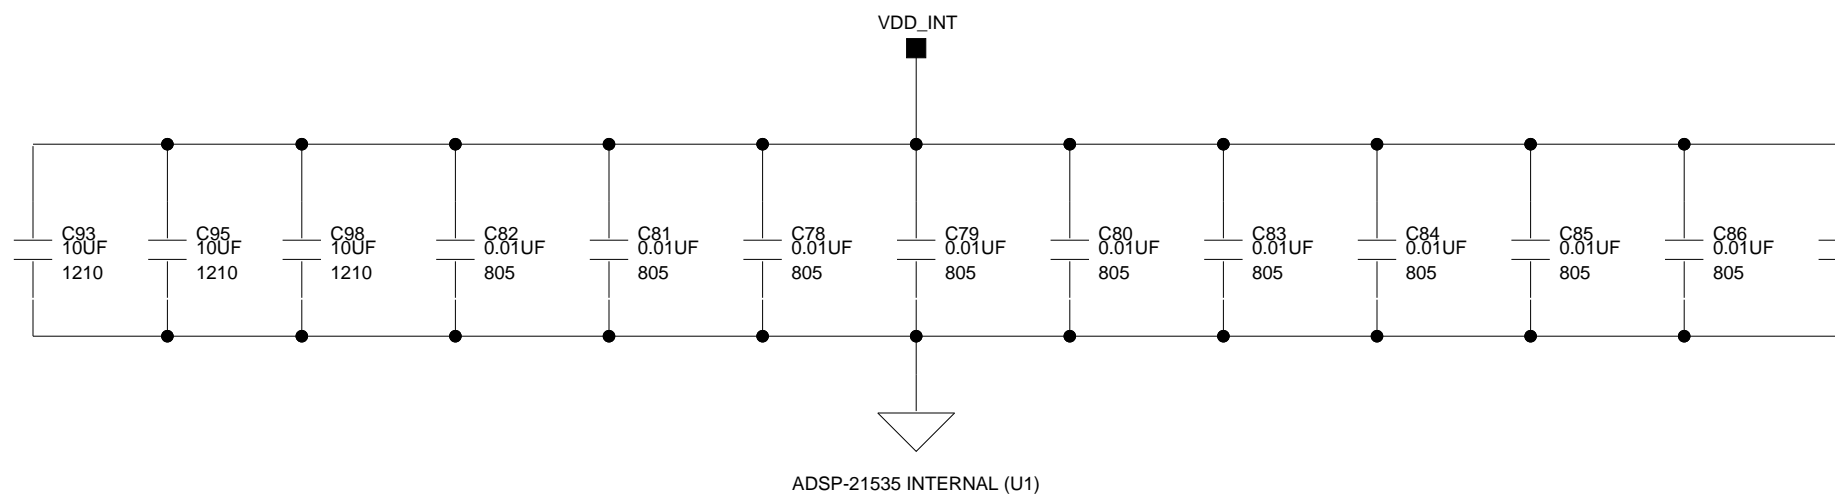 VDD_INT
C93
10UF
1210
C95
10UF
1210
C98
10UF
1210
C82
0.01UF
805
C81
0.01UF
805
C78
0.01UF
805
C79
0.01UF
805
C80
0.01UF
805
C83
0.01UF
805
C84
0.01UF
805
C85
0.01UF
805
C86
0.01UF
805
ADSP-21535 INTERNAL (U1)